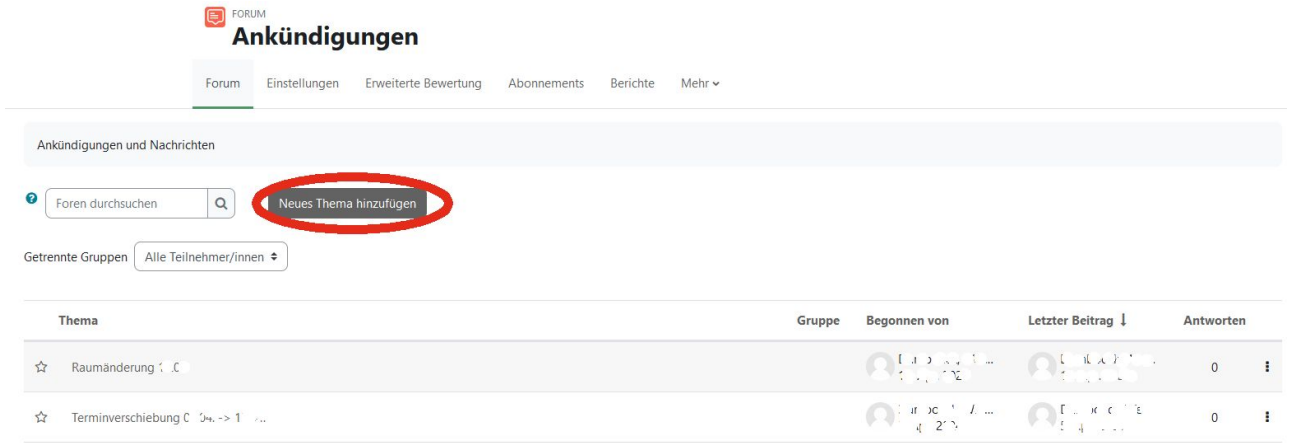 FORUM
Ankündigungen
Forum Einstellungen Erweiterte Bewertung Abonnements Berichte Mehr
Ankündigungen und Nachrichten
Foren durchsuchen Neues Thema hinzufügen
Getrennte Gruppen Alle Teilnehmer/innen
Thema Gruppe Begonnen von Letzter Beitrag Antworten
Raumänderung 0
Terminverschiebung 0